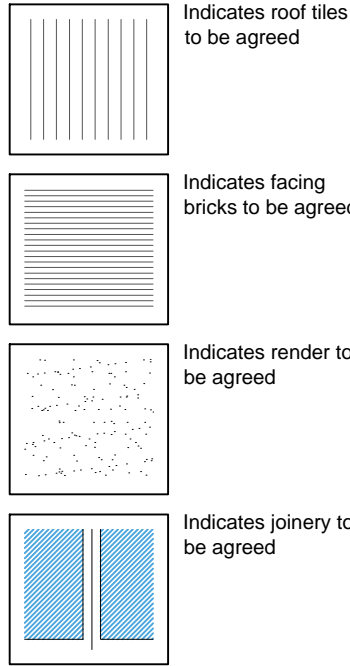 Indicates roof tiles
to be agreed
Indicates facing
bricks to be agreed
Indicates render to
be agreed
Indicates joinery to
be agreed